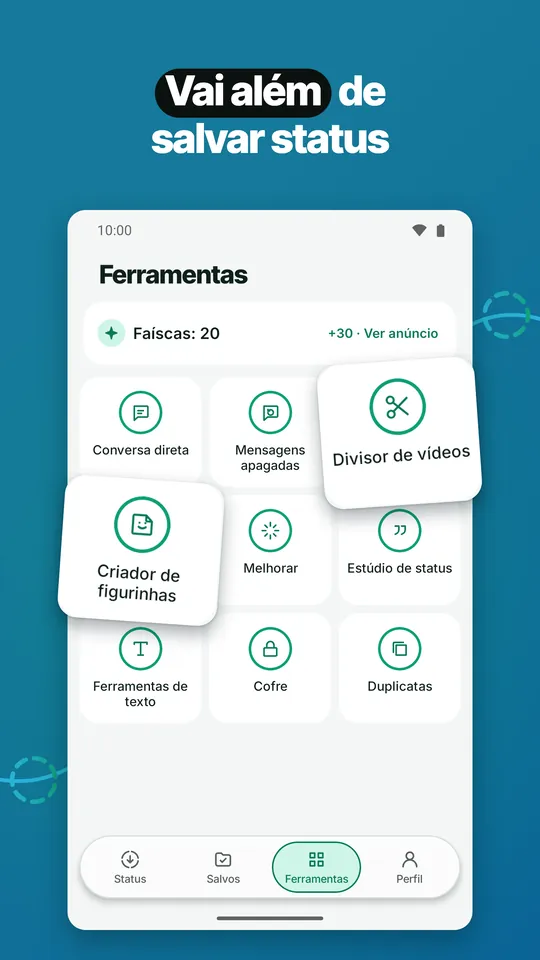 Vai além de
salvar status
10:00
Ferramentas
Faíscas: 20
+30 · Ver anúncio
Conversa direta
Mensagens
apagadas
Divisor de vídeos
Criador de
figurinhas
Melhorar
Estúdio de status
Ferramentas de
texto
Cofre
Duplicatas
Status
Salvos
Ferramentas
Perfil